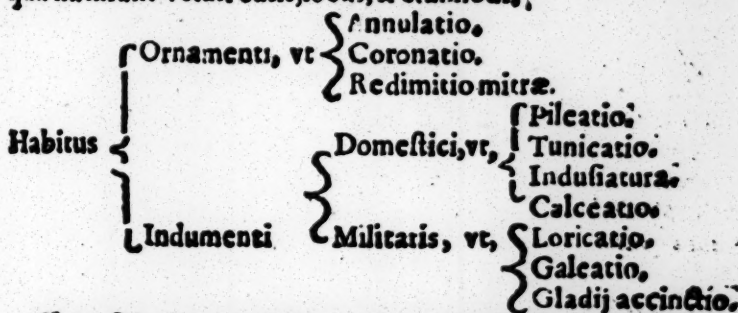 Annulatio.
Ornamenti, vt Coronatio.
Redimitio mitræ.
Pileatio.
Habitus Domeſtici, vt, Tunicatio.
Induſiatura.
Calceatio.
Indumenti Militaris, vt, Loricatio.
Galeatio,
Gladij accinctio.